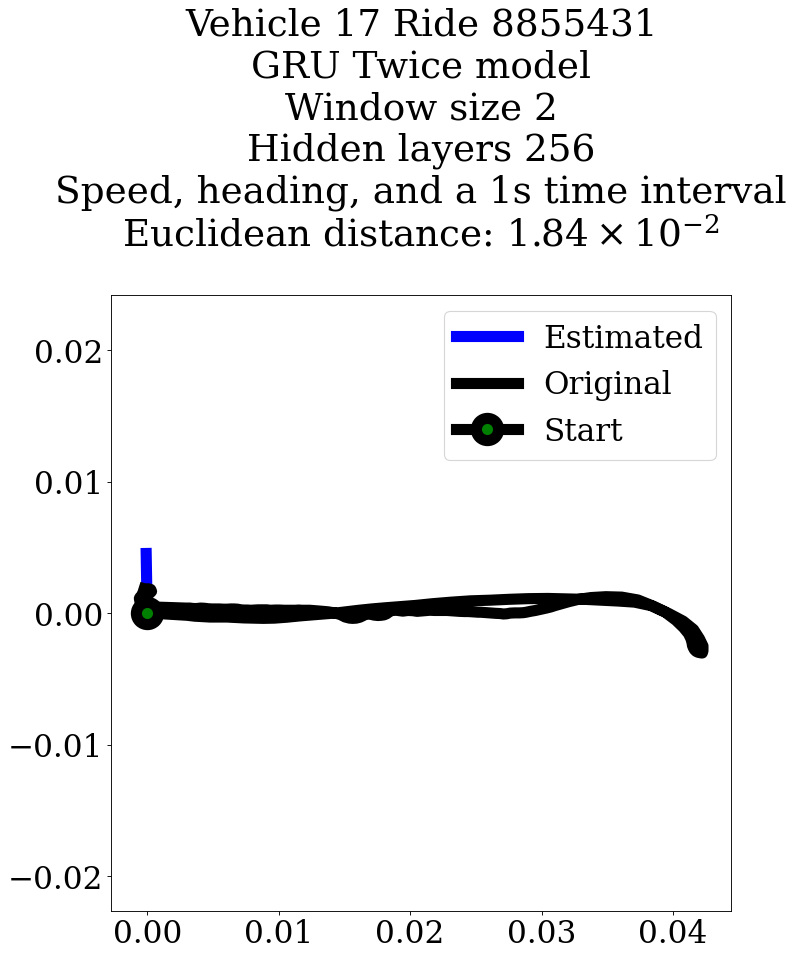 Vehicle 17 Ride 8855431
GRU Twice model
Window size 2
Hidden layers 256
Speed, heading, and a 1s time interval
Euclidean distance: 1.84 × 10⁻²
Estimated
Original
Start
0.02
0.01
0.00
−0.01
−0.02
0.00 0.01 0.02 0.03 0.04